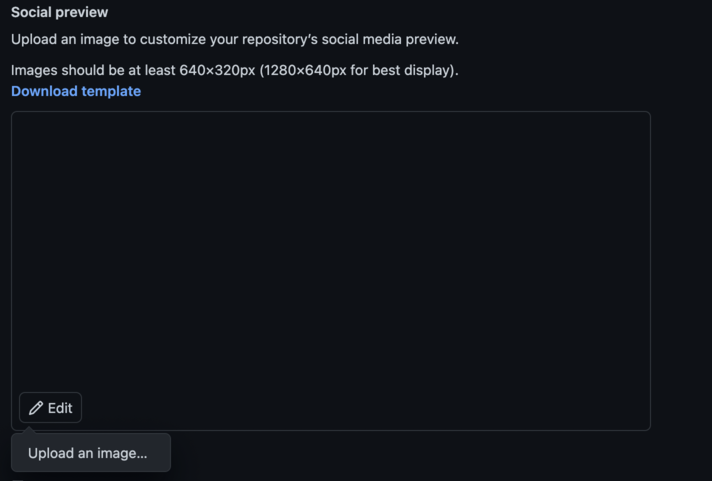 Social preview
Upload an image to customize your repository’s social media preview.
Images should be at least 640×320px (1280×640px for best display).
Download template
Edit
Upload an image...